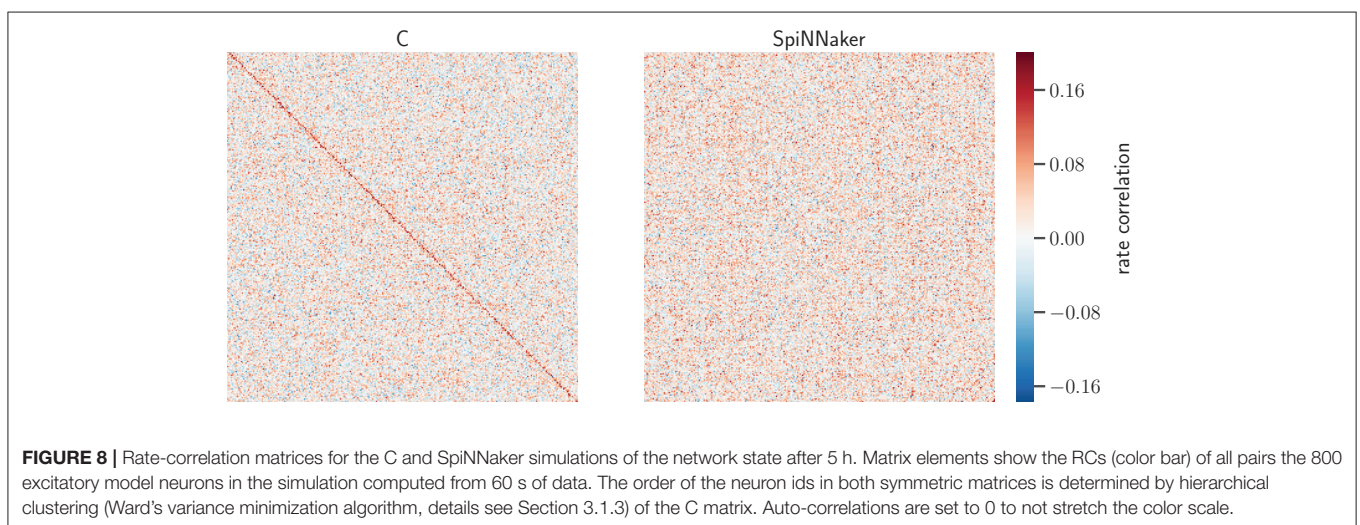 C
SpiNNaker
0.16
0.08
0.00
−0.08
−0.16
rate correlation
FIGURE 8 | Rate-correlation matrices for the C and SpiNNaker simulations of the network state after 5 h. Matrix elements show the RCs (color bar) of all pairs the 800
excitatory model neurons in the simulation computed from 60 s of data. The order of the neuron ids in both symmetric matrices is determined by hierarchical
clustering (Ward's variance minimization algorithm, details see Section 3.1.3) of the C matrix. Auto-correlations are set to 0 to not stretch the color scale.